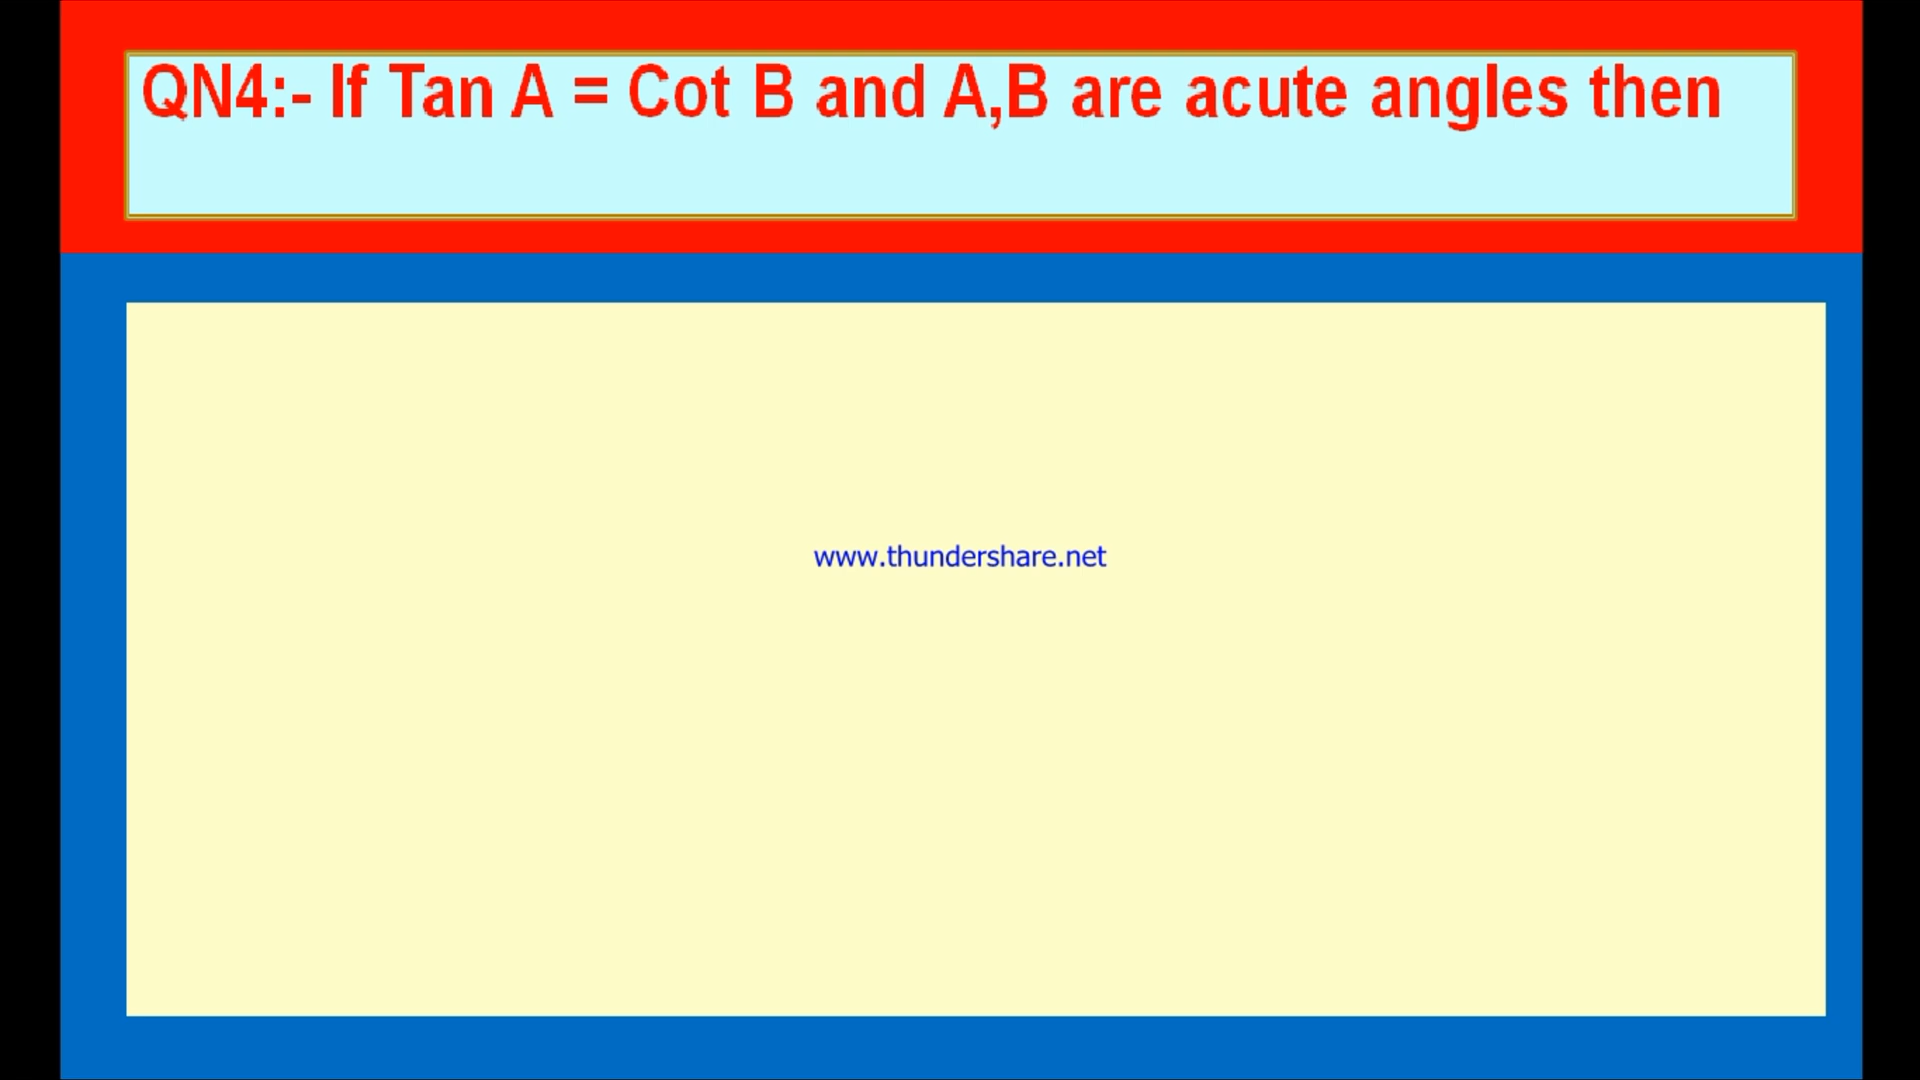 QN4:- If Tan A = Cot B and A,B are acute angles then
www.thundershare.net